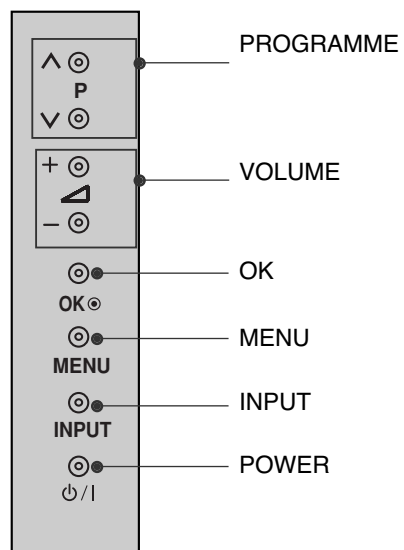 PROGRAMME
P
+
VOLUME
−
OK
OK
MENU
MENU
INPUT
INPUT
POWER
/ I